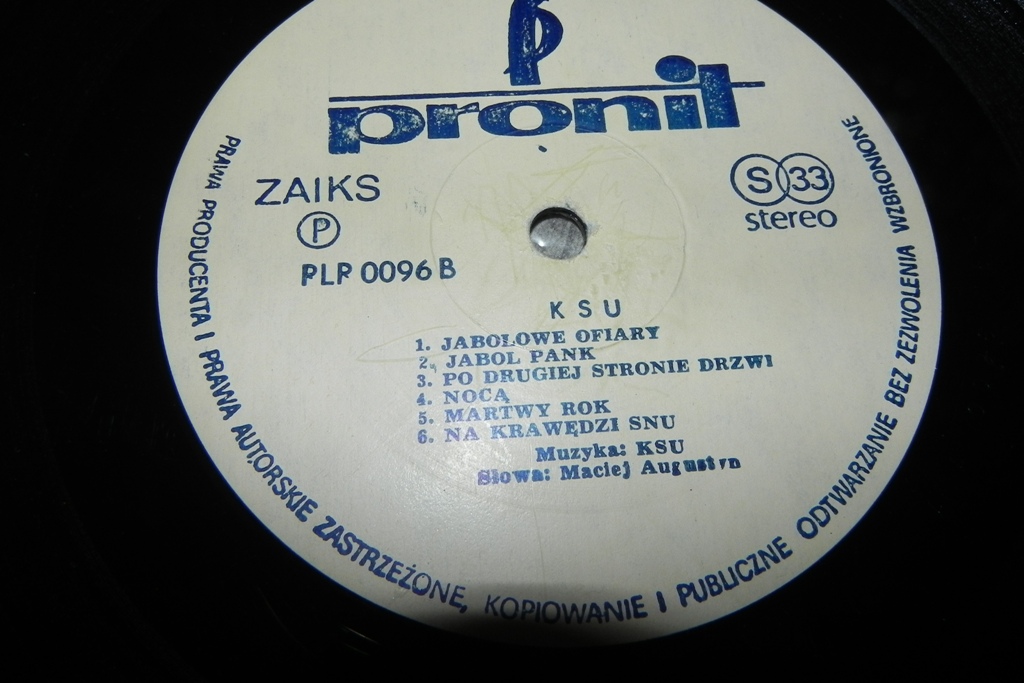 pronit
ZAIKS
P
PLP 0096 B
S 33
stereo
KSU
1. JABOLOWE OFIARY
2. JABOL PANK
3. PO DRUGIEJ STRONIE DRZWI
4. NOCĄ
5. MARTWY ROK
6. NA KRAWĘDZI SNU
Muzyka: KSU
Słowa: Maciej Augustyn
PRAWA PRODUCENTA I PRAWA AUTORSKIE ZASTRZEŻONE, KOPIOWANIE I PUBLICZNE ODTWARZANIE BEZ ZEZWOLENIA WZBRONIONE